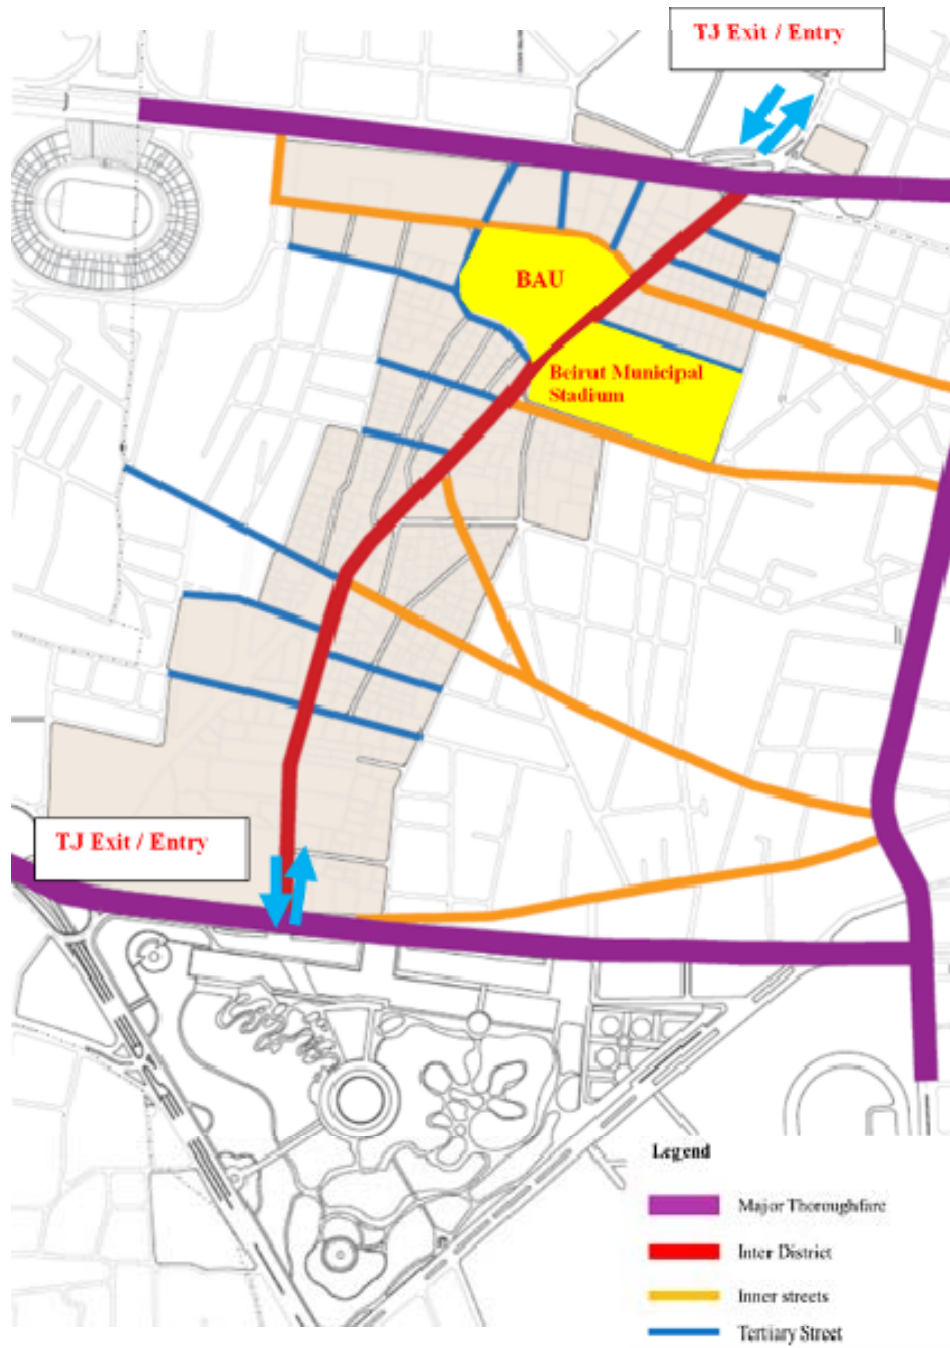 TJ Exit / Entry
BAU
Beirut Municipal
Stadium
TJ Exit / Entry
Legend
Major Thoroughfare
Inter District
Inner streets
Tertiary Street